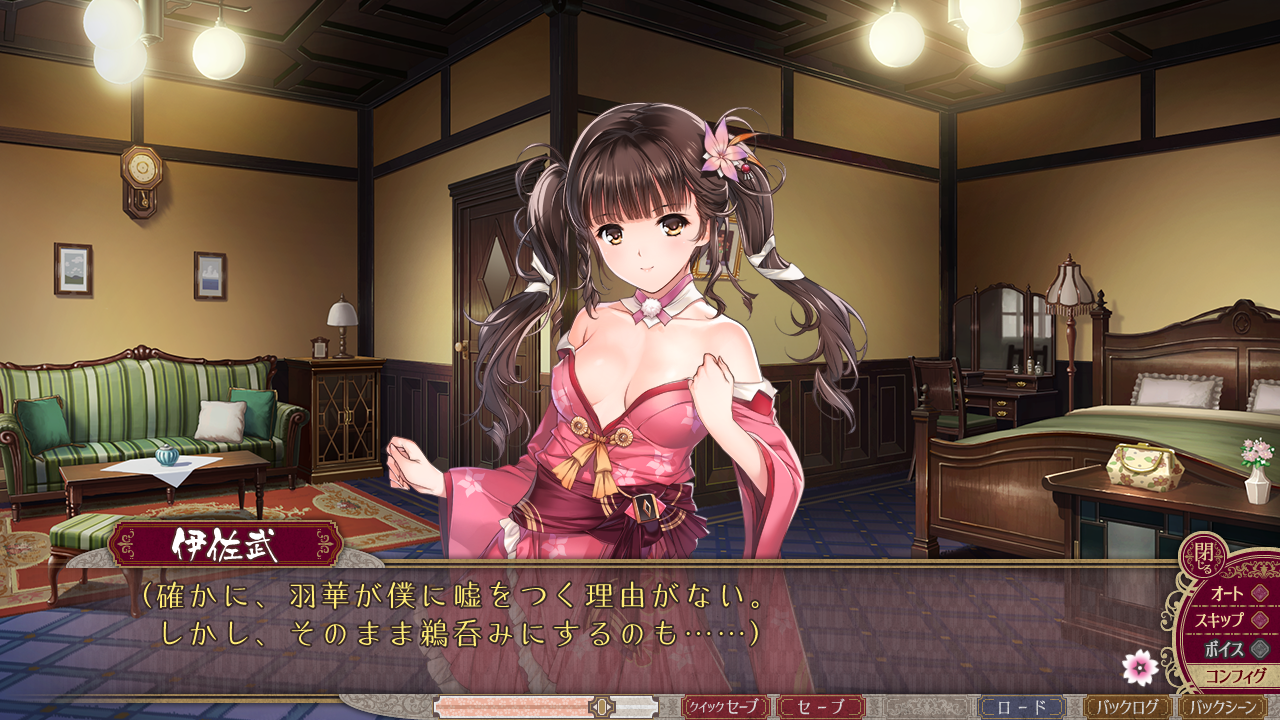 伊佐武
(確かに、羽華が僕に嘘をつく理由がない。
しかし、そのまま鵜呑みにするのも……)
閉じる
オート
スキップ
ボイス
コンフィグ
クイックセーブ
セーブ
ロード
バックログ
バックシーン